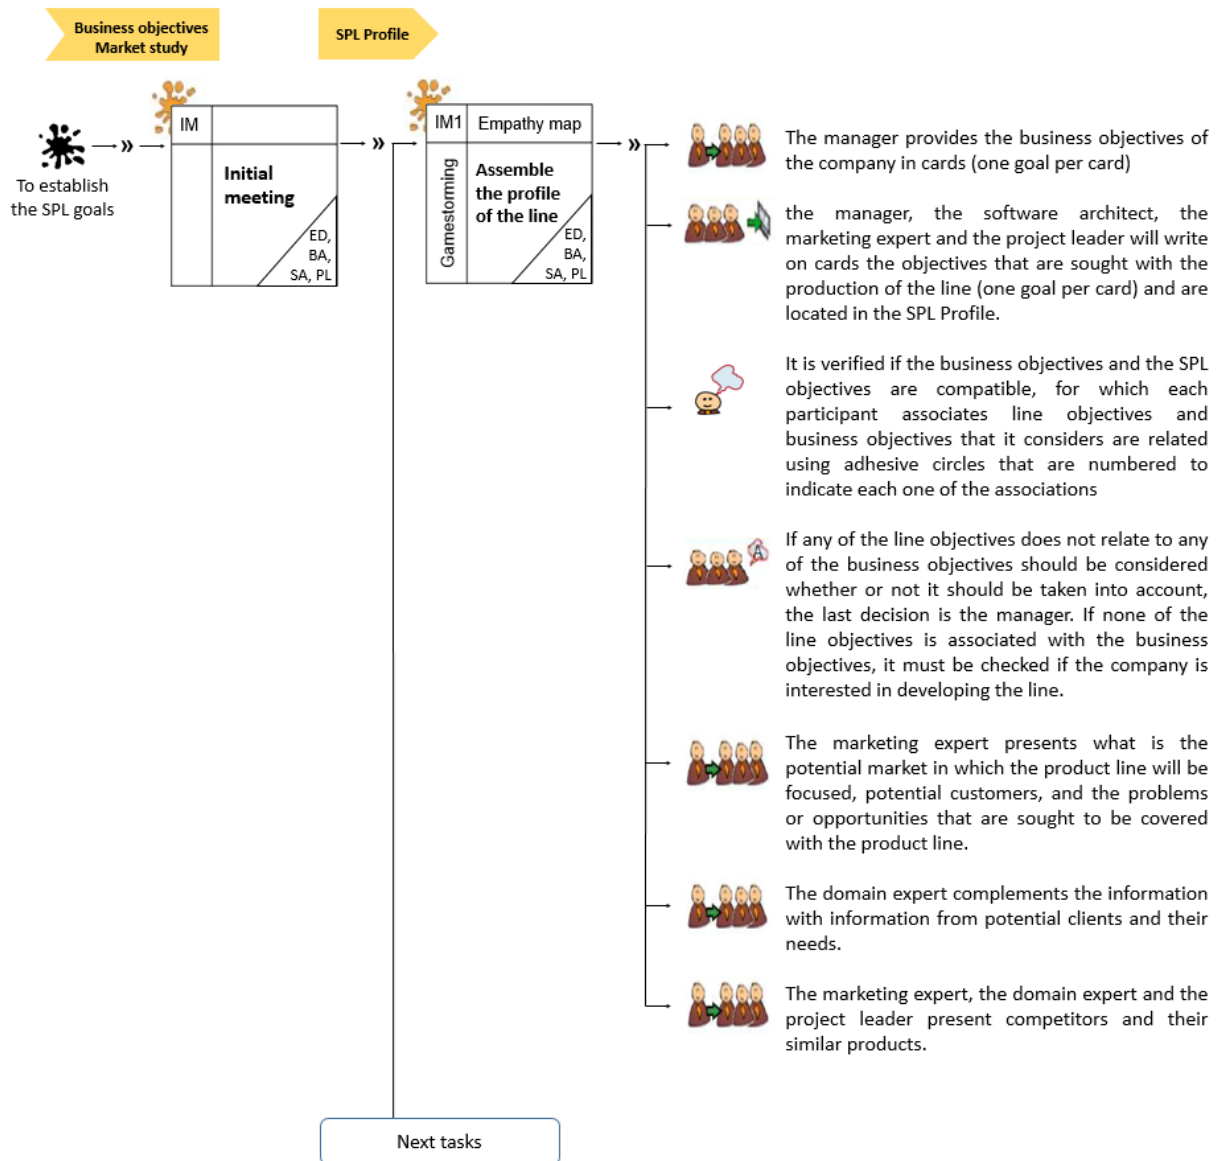 Business objectives
Market study
SPL Profile
To establish
the SPL goals
IM
Initial
meeting
ED,
BA,
SA, PL
IM1
Empathy map
Gamestorming
Assemble
the profile
of the line
ED,
BA,
SA, PL
The manager provides the business objectives of
the company in cards (one goal per card)
the manager, the software architect, the
marketing expert and the project leader will write
on cards the objectives that are sought with the
production of the line (one goal per card) and are
located in the SPL Profile.
It is verified if the business objectives and the SPL
objectives are compatible, for which each
participant associates line objectives and
business objectives that it considers are related
using adhesive circles that are numbered to
indicate each one of the associations
A
If any of the line objectives does not relate to any
of the business objectives should be considered
whether or not it should be taken into account,
the last decision is the manager. If none of the
line objectives is associated with the business
objectives, it must be checked if the company is
interested in developing the line.
The marketing expert presents what is the
potential market in which the product line will be
focused, potential customers, and the problems
or opportunities that are sought to be covered
with the product line.
The domain expert complements the information
with information from potential clients and their
needs.
The marketing expert, the domain expert and the
project leader present competitors and their
similar products.
Next tasks